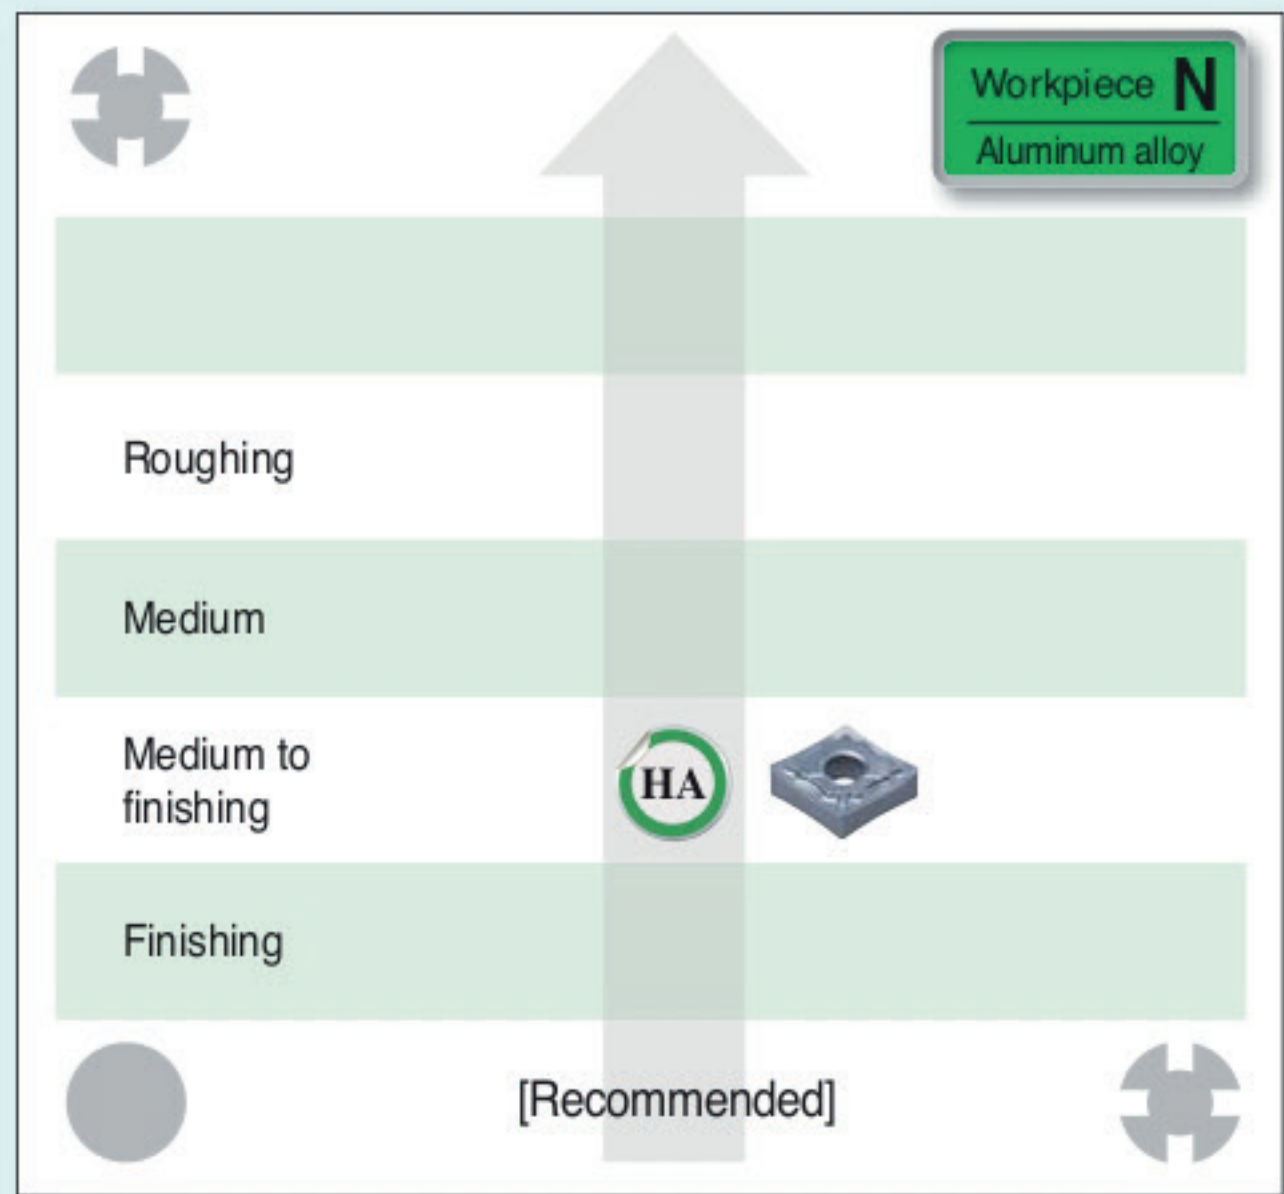 Workpiece N
Aluminum alloy
Roughing
Medium
Medium to
finishing
HA
Finishing
[Recommended]